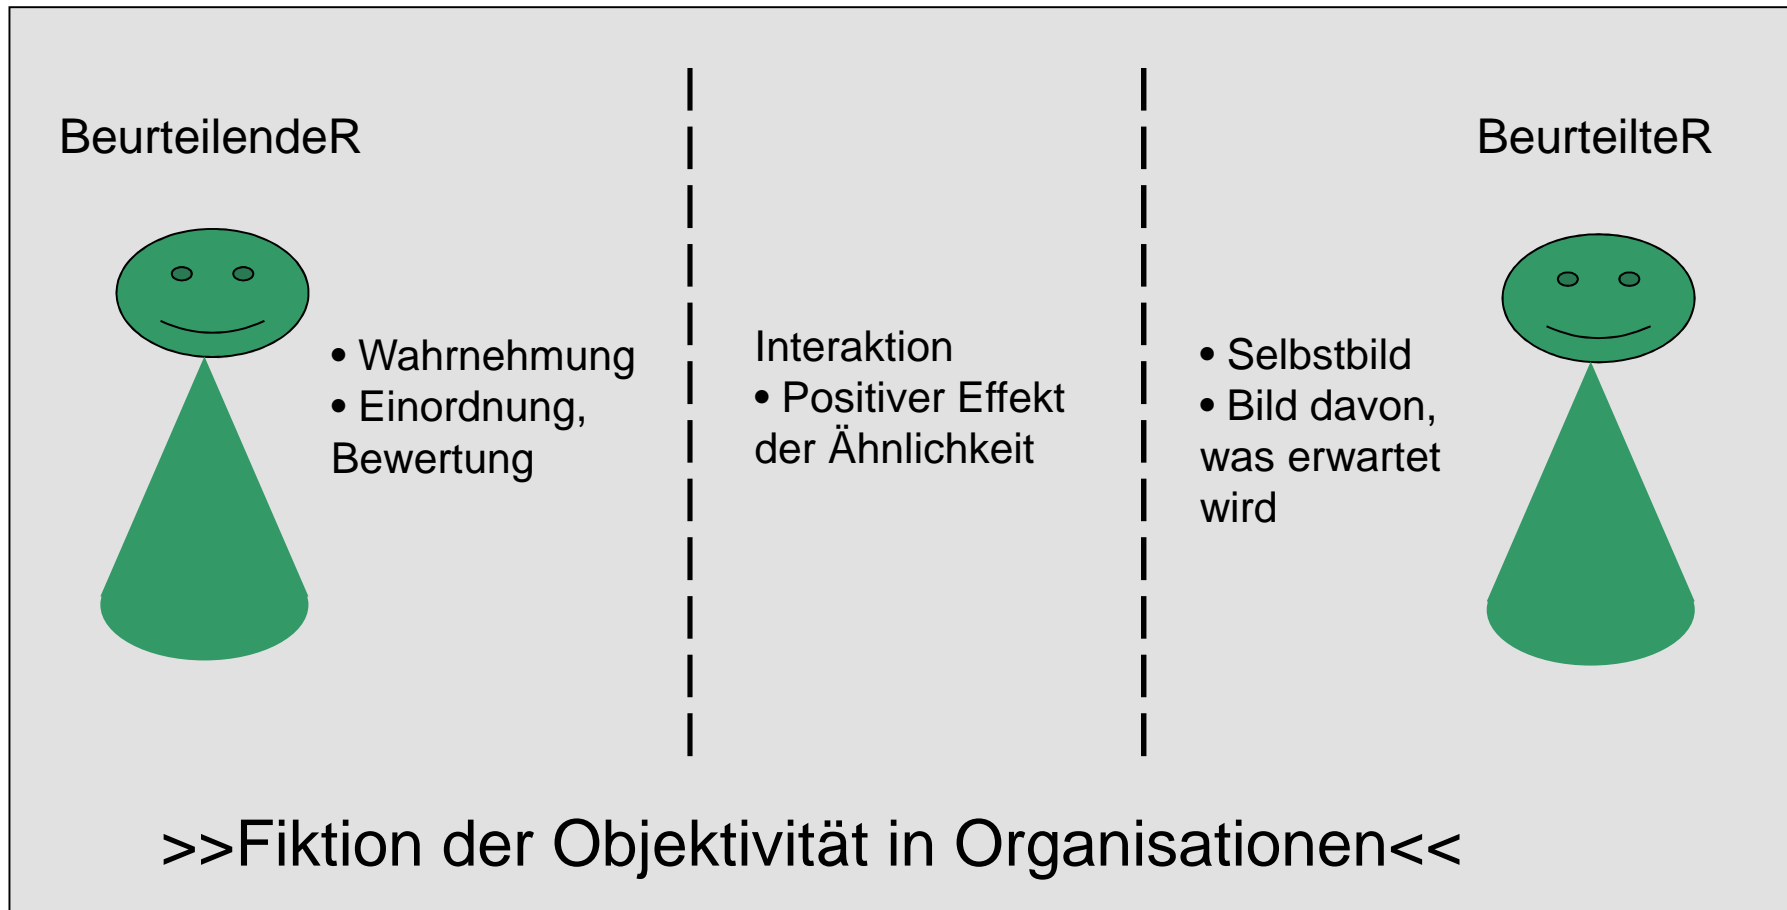 BeurteilendeR
BeurteilteR
• Wahrnehmung
• Einordnung,
Bewertung
Interaktion
• Positiver Effekt
der Ähnlichkeit
• Selbstbild
• Bild davon,
was erwartet
wird
>>Fiktion der Objektivität in Organisationen<<